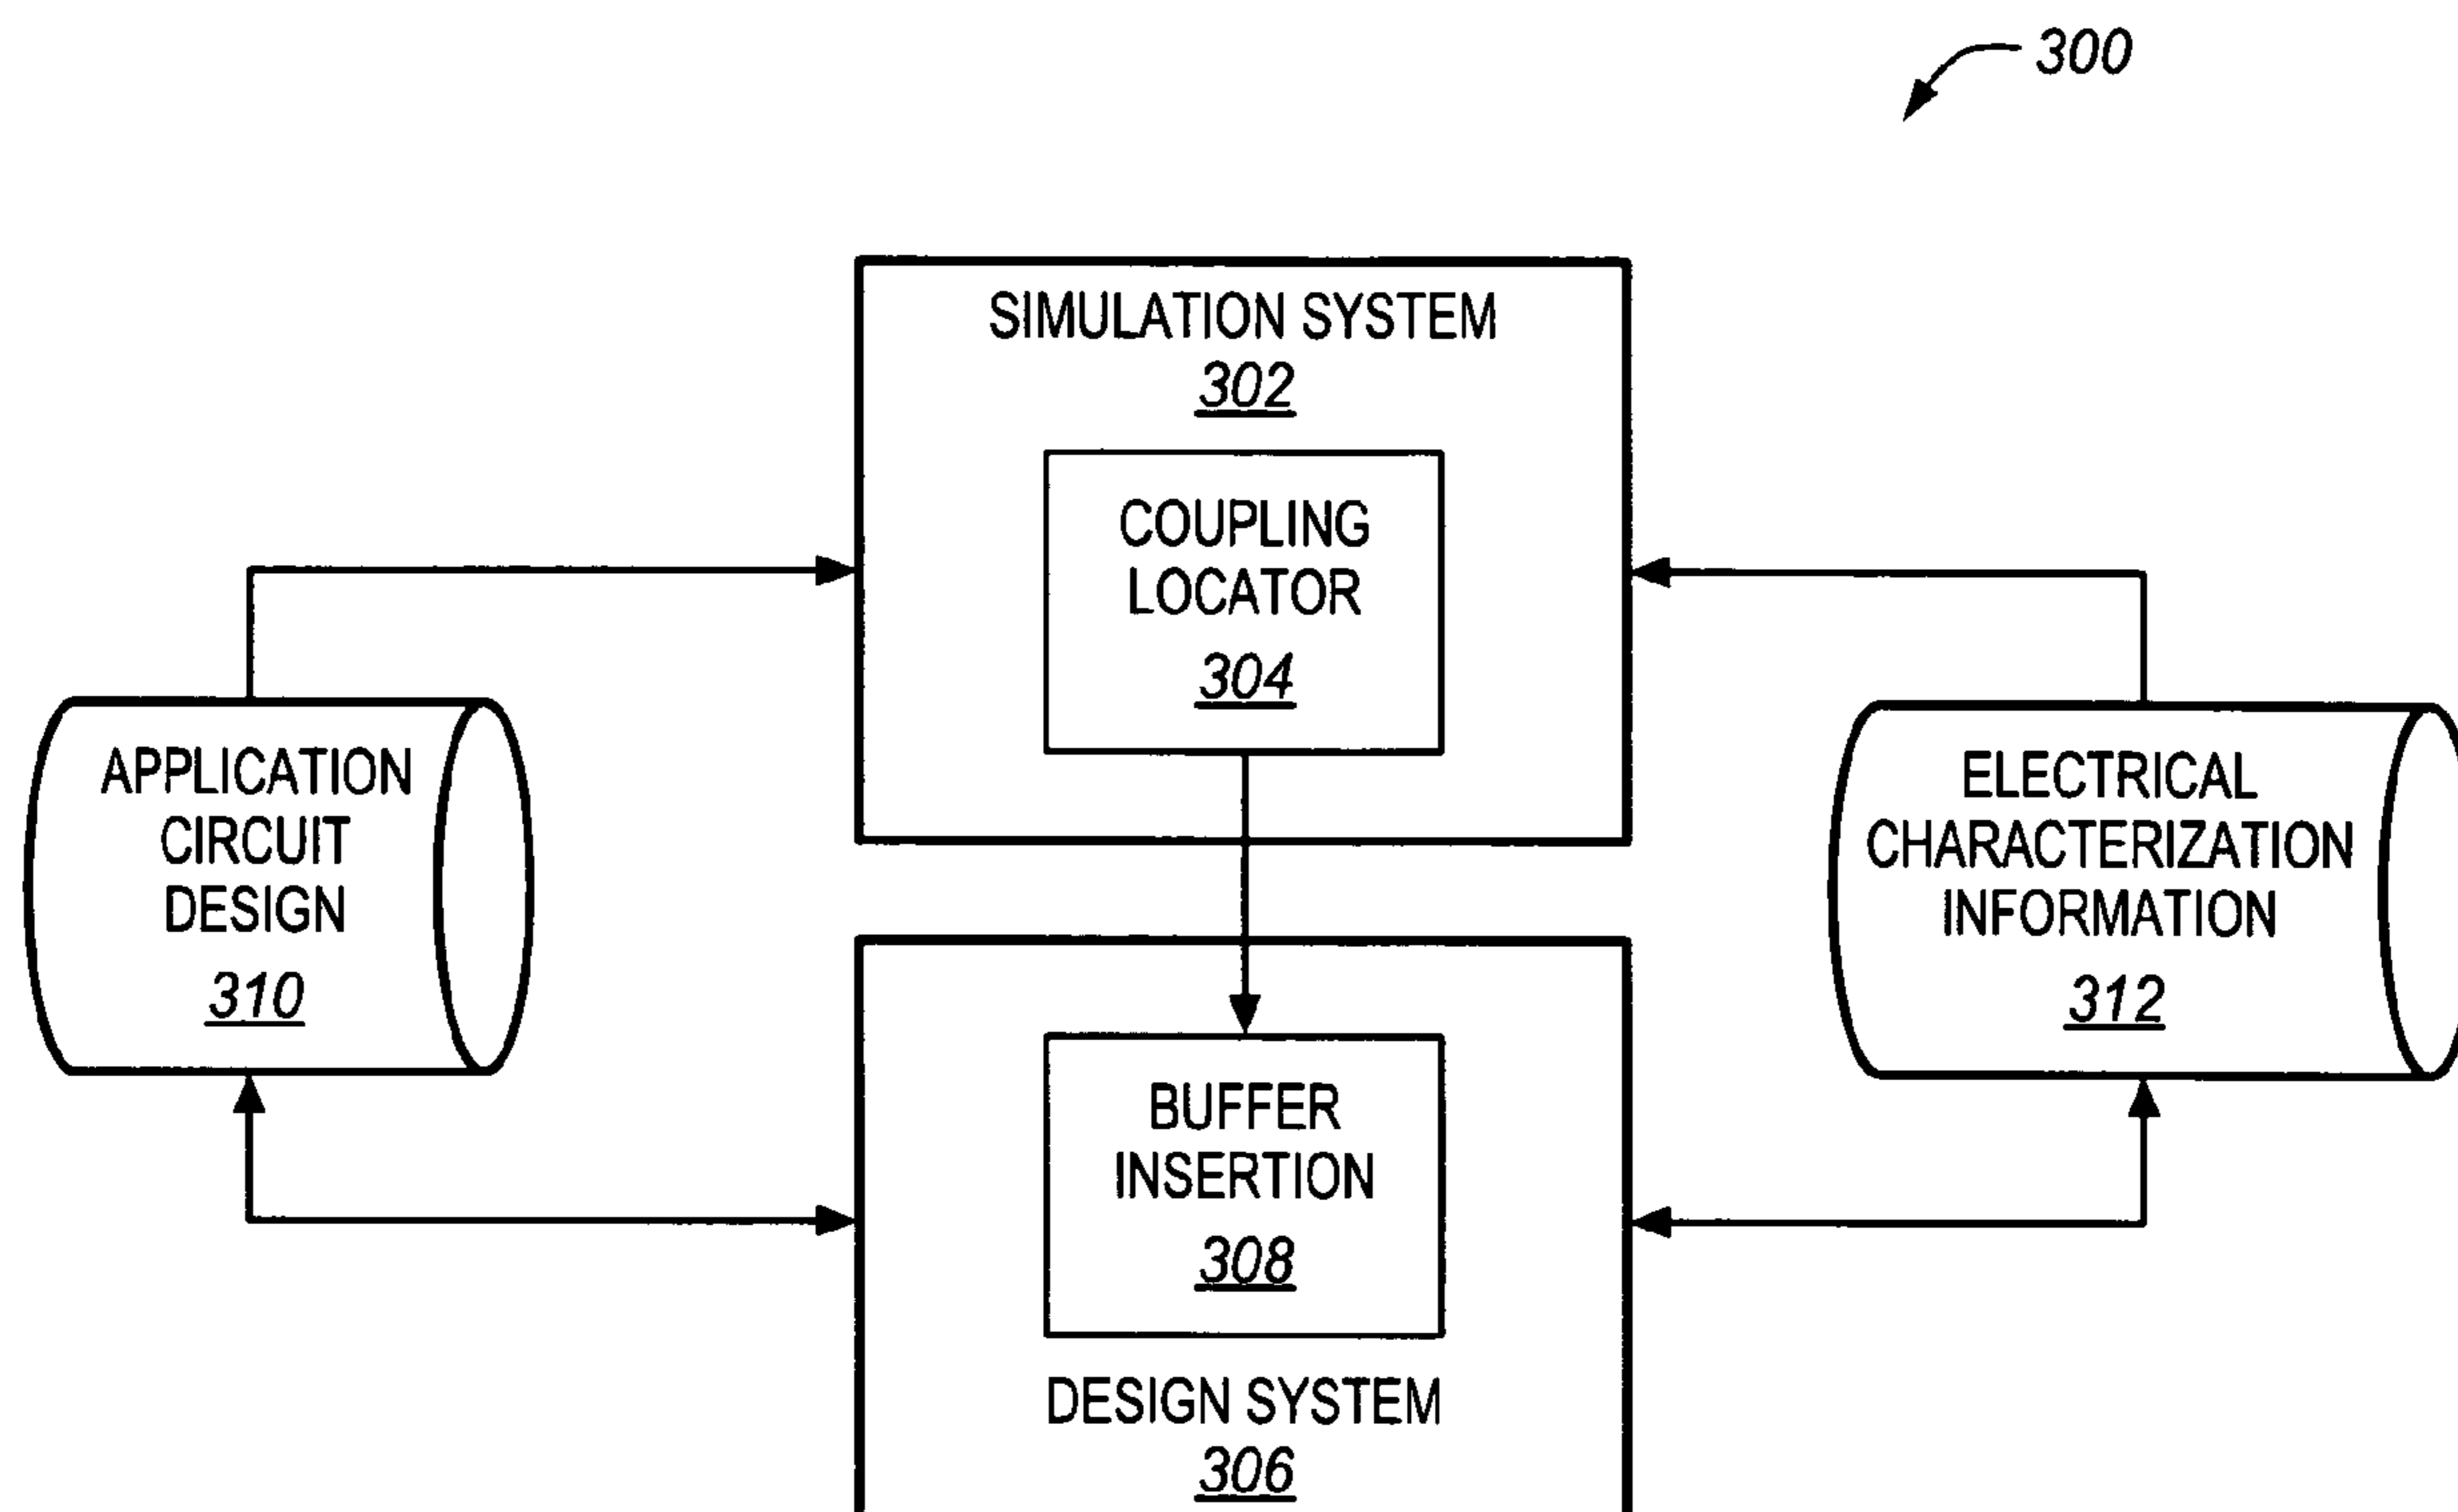 300
SIMULATION SYSTEM
302
COUPLING
LOCATOR
304
APPLICATION
CIRCUIT
DESIGN
310
ELECTRICAL
CHARACTERIZATION
INFORMATION
312
BUFFER
INSERTION
308
DESIGN SYSTEM
306